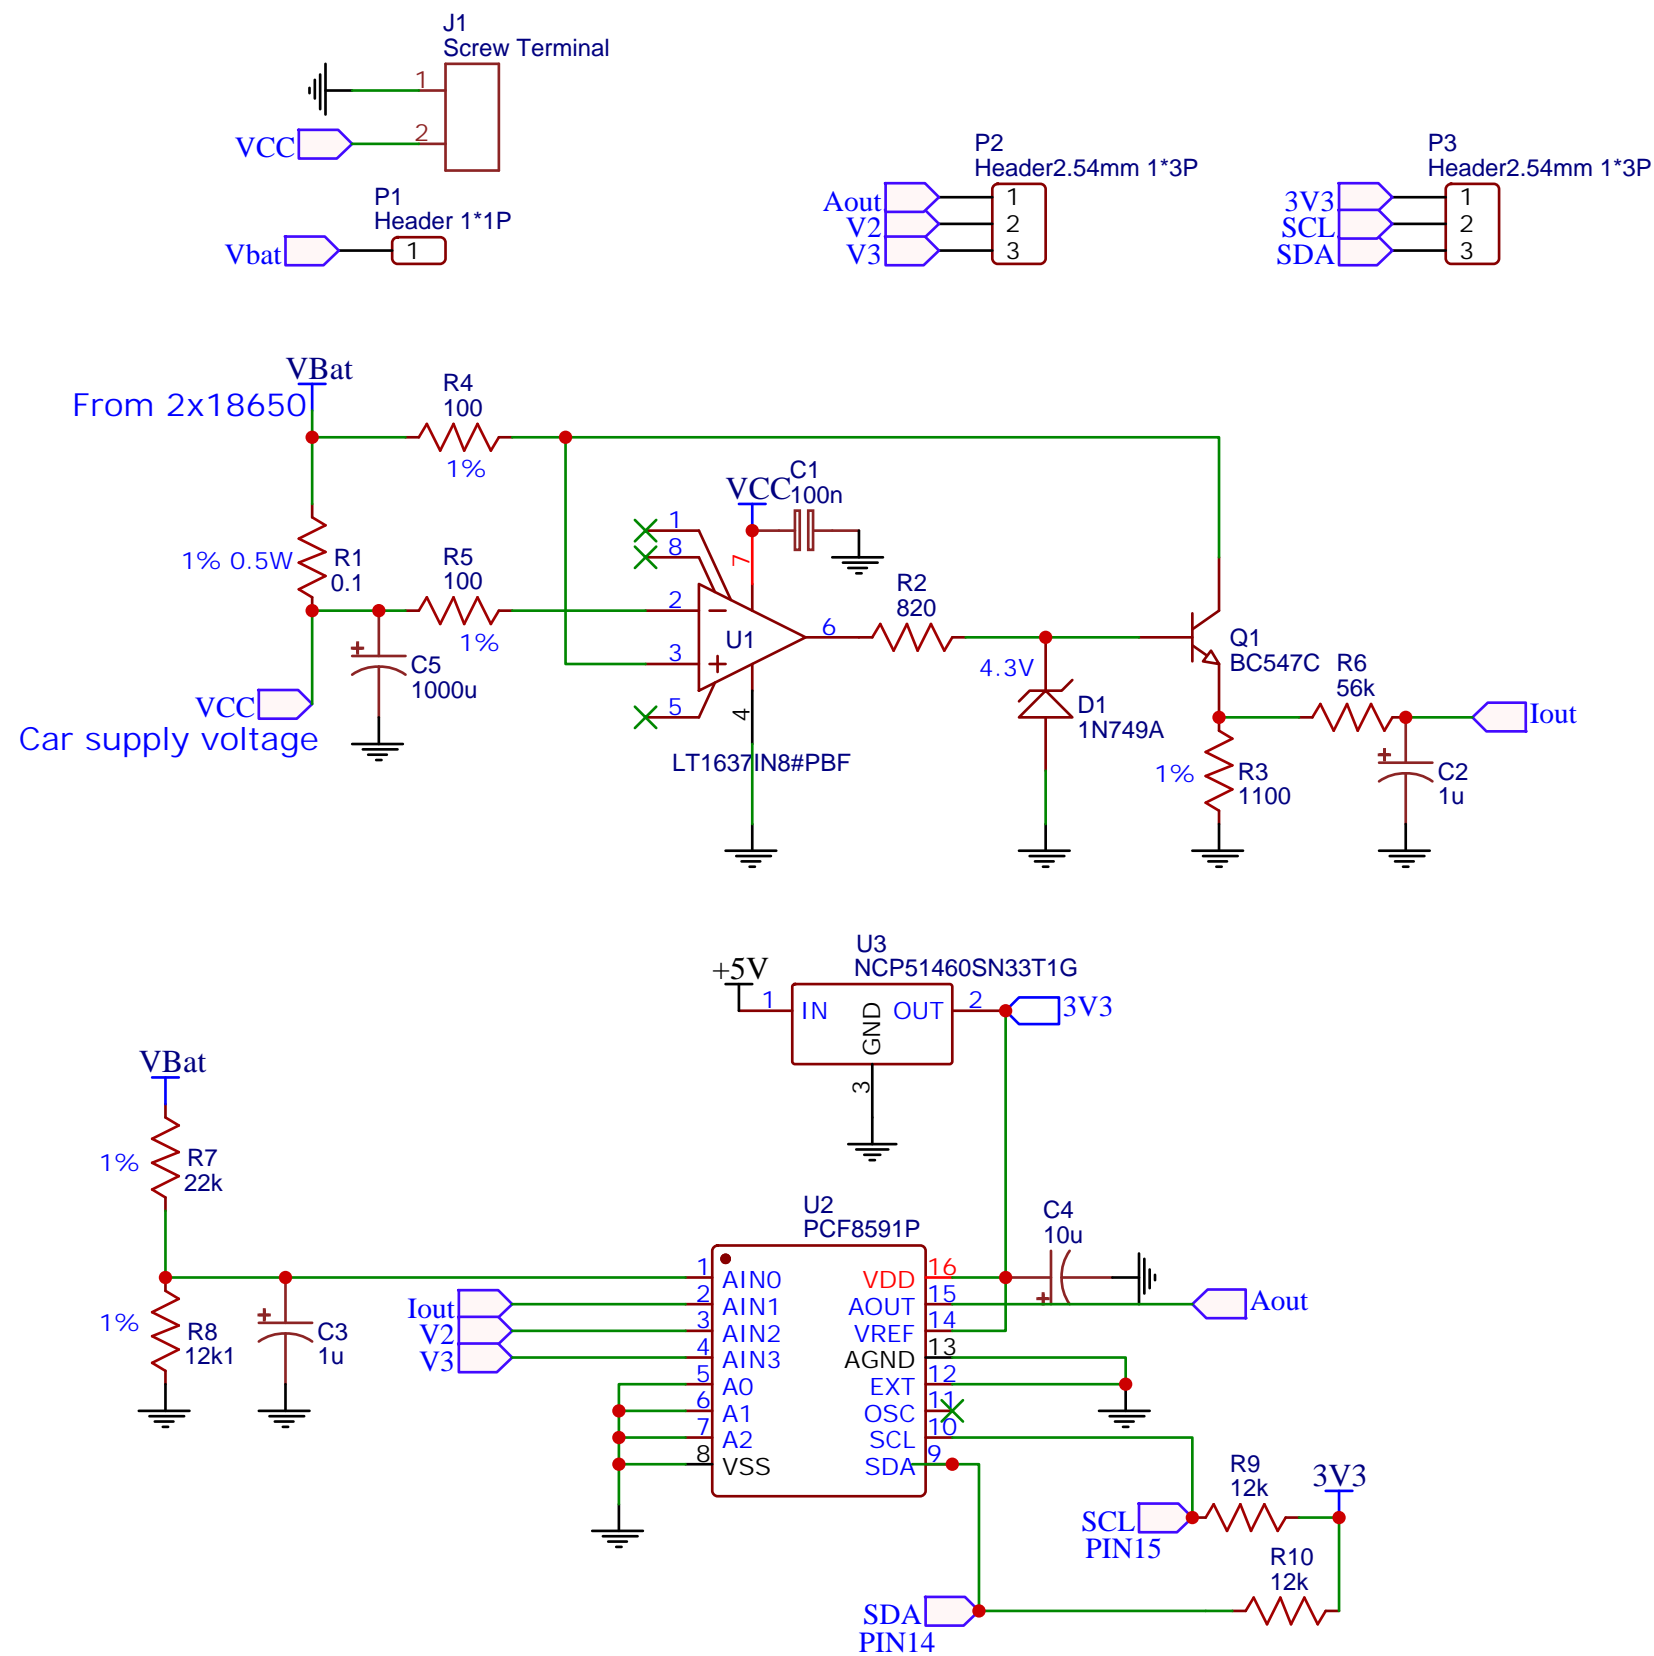 J1
Screw Terminal
1
VCC
2
P1
Header 1*1P
Vbat
1
P2
Header2.54mm 1*3P
Aout
1
V2
2
V3
3
P3
Header2.54mm 1*3P
3V3
1
SCL
2
SDA
3
VBat
From 2x18650
R4
100
1%
VCC
C1
100n
1% 0.5W
R1
0.1
R5
100
1%
1
8
7
2
3
5
4
6
U1
LT1637IN8#PBF
C5
1000u
VCC
Car supply voltage
R2
820
4.3V
D1
1N749A
Q1
BC547C
R6
56k
Iout
1%
R3
1100
C2
1u
U3
NCP51460SN33T1G
+5V
1
IN
GND
OUT
2
3V3
3
VBat
1%
R7
22k
1%
R8
12k1
C3
1u
U2
PCF8591P
C4
10u
Iout
V2
V3
1 AIN0
2 AIN1
3 AIN2
4 AIN3
5 A0
6 A1
7 A2
8 VSS
VDD 16
AOUT 15
VREF 14
AGND 13
EXT 12
OSC 11
SCL 10
SDA 9
Aout
R9
12k
3V3
SCL
PIN15
R10
12k
SDA
PIN14